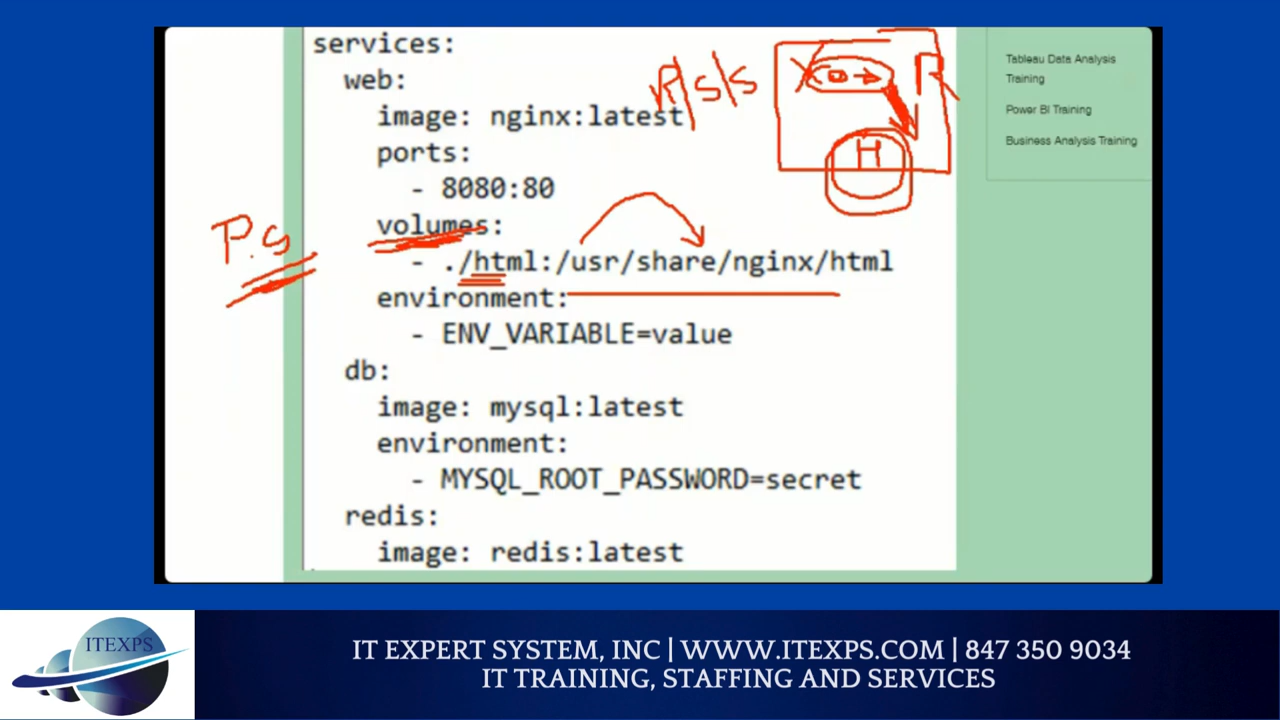 services:
web:
image: nginx:latest
ports:
- 8080:80
volumes:
- ./html:/usr/share/nginx/html
environment:
- ENV_VARIABLE=value
db:
image: mysql:latest
environment:
- MYSQL_ROOT_PASSWORD=secret
redis:
image: redis:latest
P.S
H
Tableau Data Analysis
Training
Power BI Training
Business Analysis Training
ITEXPS
IT EXPERT SYSTEM, INC | WWW.ITEXPS.COM | 847 350 9034
IT TRAINING, STAFFING AND SERVICES